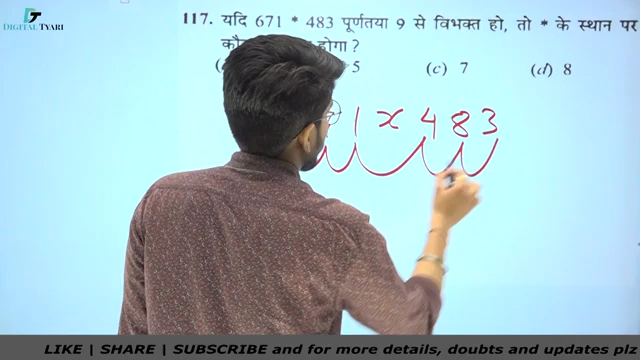 DT
DIGITAL TYARI
117. यदि 671 * 483 पूर्णतया 9 से विभक्त हो, तो * के स्थान पर
होगा ?
5 (c) 7 (d) 8
1 x 4 8 3
LIKE | SHARE | SUBSCRIBE and for more details, doubts and updates plz